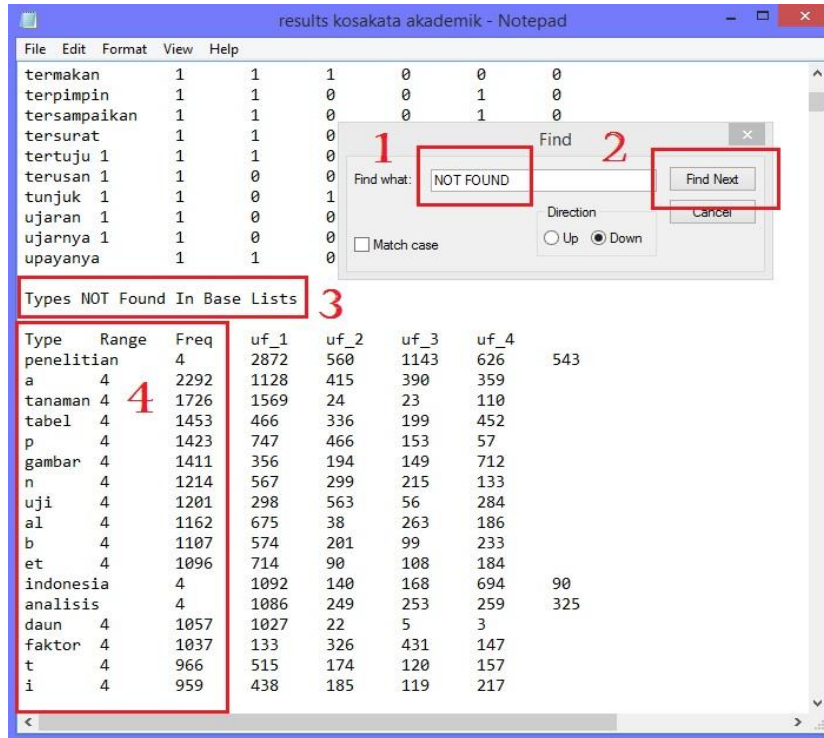 results kosakata akademik - Notepad
File Edit Format View Help
termakan 1 1 1 0 0 0
terpimpin 1 1 0 0 1 0
tersampaikan 1 1 0 0 1 0
tersurat 1 1 0
tertuju 1 1 0
terusan 1 0 0
tunjuk 1 1 0 1
ujaran 1 1 0 0
ujarnya 1 1 0 0
upayanya 1 1 0
Find
1
2
Find what: NOT FOUND
Find Next
Direction
Cancel
Match case
Up Down
Types NOT Found In Base Lists
3
Type Range Freq uf_1 uf_2 uf_3 uf_4
penelitian 4 2872 560 1143 626 543
a 4 2292 1128 415 390 359
tanaman 4 1726 1569 24 23 110
4
tabel 4 1453 466 336 199 452
p 4 1423 747 466 153 57
gambar 4 1411 356 194 149 712
n 4 1214 567 299 215 133
uji 4 1201 298 563 56 284
al 4 1162 675 38 263 186
b 4 1107 574 201 99 233
et 4 1096 714 90 108 184
indonesia 4 1092 140 168 694 90
analisis 4 1086 249 253 259 325
daun 4 1057 1027 22 5 3
faktor 4 1037 133 326 431 147
t 4 966 515 174 120 157
i 4 959 438 185 119 217